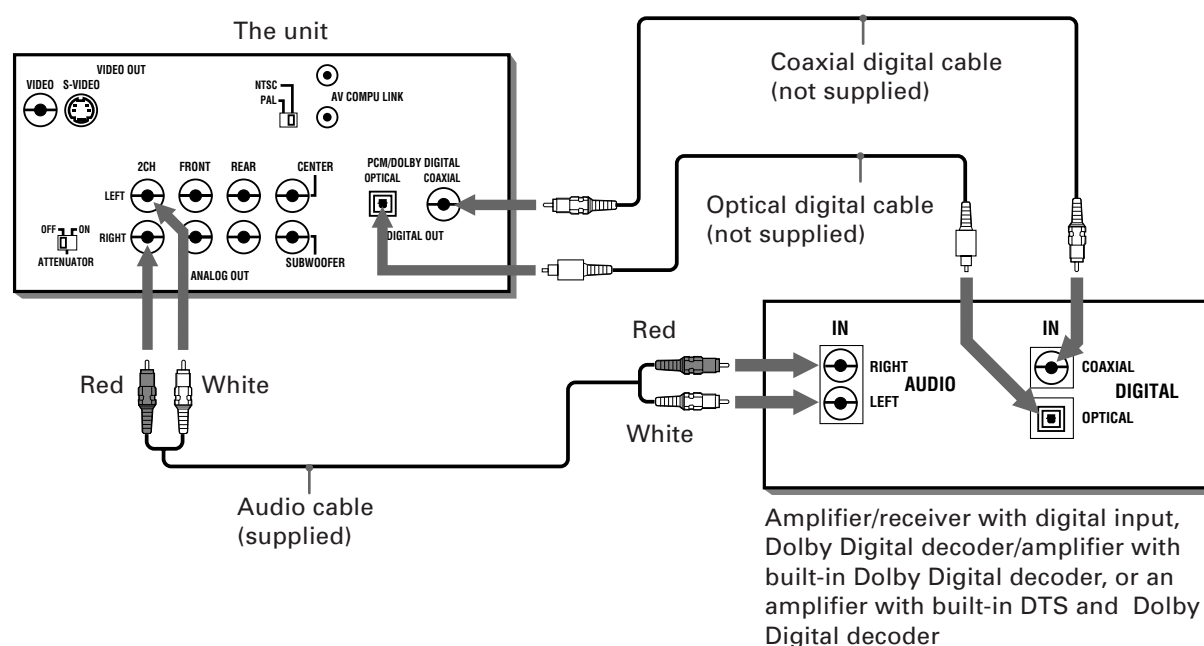 The unit
VIDEO OUT
VIDEO S-VIDEO
NTSC
PAL
AV COMPU LINK
2CH FRONT REAR CENTER
PCM/DOLBY DIGITAL
OPTICAL COAXIAL
LEFT
RIGHT
OFF ON
ATTENUATOR
ANALOG OUT
SUBWOOFER
DIGITAL OUT
Coaxial digital cable
(not supplied)
Optical digital cable
(not supplied)
Red White
Audio cable
(supplied)
Red
White
IN
RIGHT
LEFT
AUDIO
IN
COAXIAL
DIGITAL
OPTICAL
Amplifier/receiver with digital input,
Dolby Digital decoder/amplifier with
built-in Dolby Digital decoder, or an
amplifier with built-in DTS and Dolby
Digital decoder